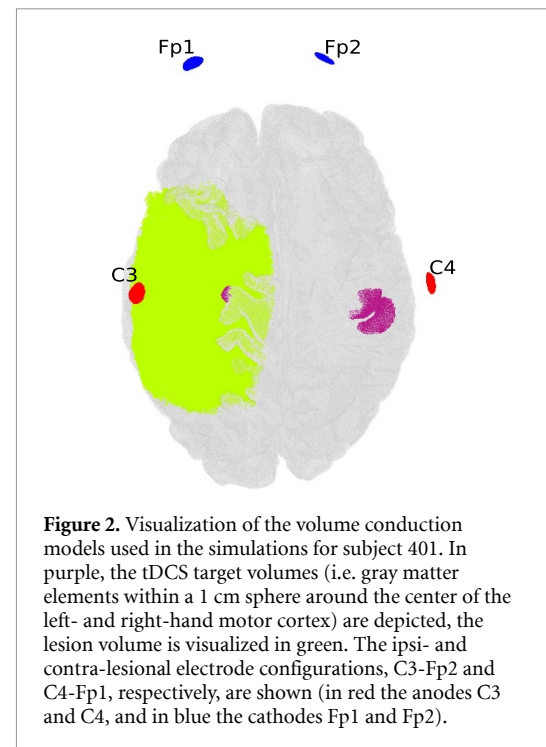 Fp1 Fp2
C3 C4
Figure 2. Visualization of the volume conduction
models used in the simulations for subject 401. In
purple, the tDCS target volumes (i.e. gray matter
elements within a 1 cm sphere around the center of the
left- and right-hand motor cortex) are depicted, the
lesion volume is visualized in green. The ipsi- and
contra-lesional electrode configurations, C3-Fp2 and
C4-Fp1, respectively, are shown (in red the anodes C3
and C4, and in blue the cathodes Fp1 and Fp2).